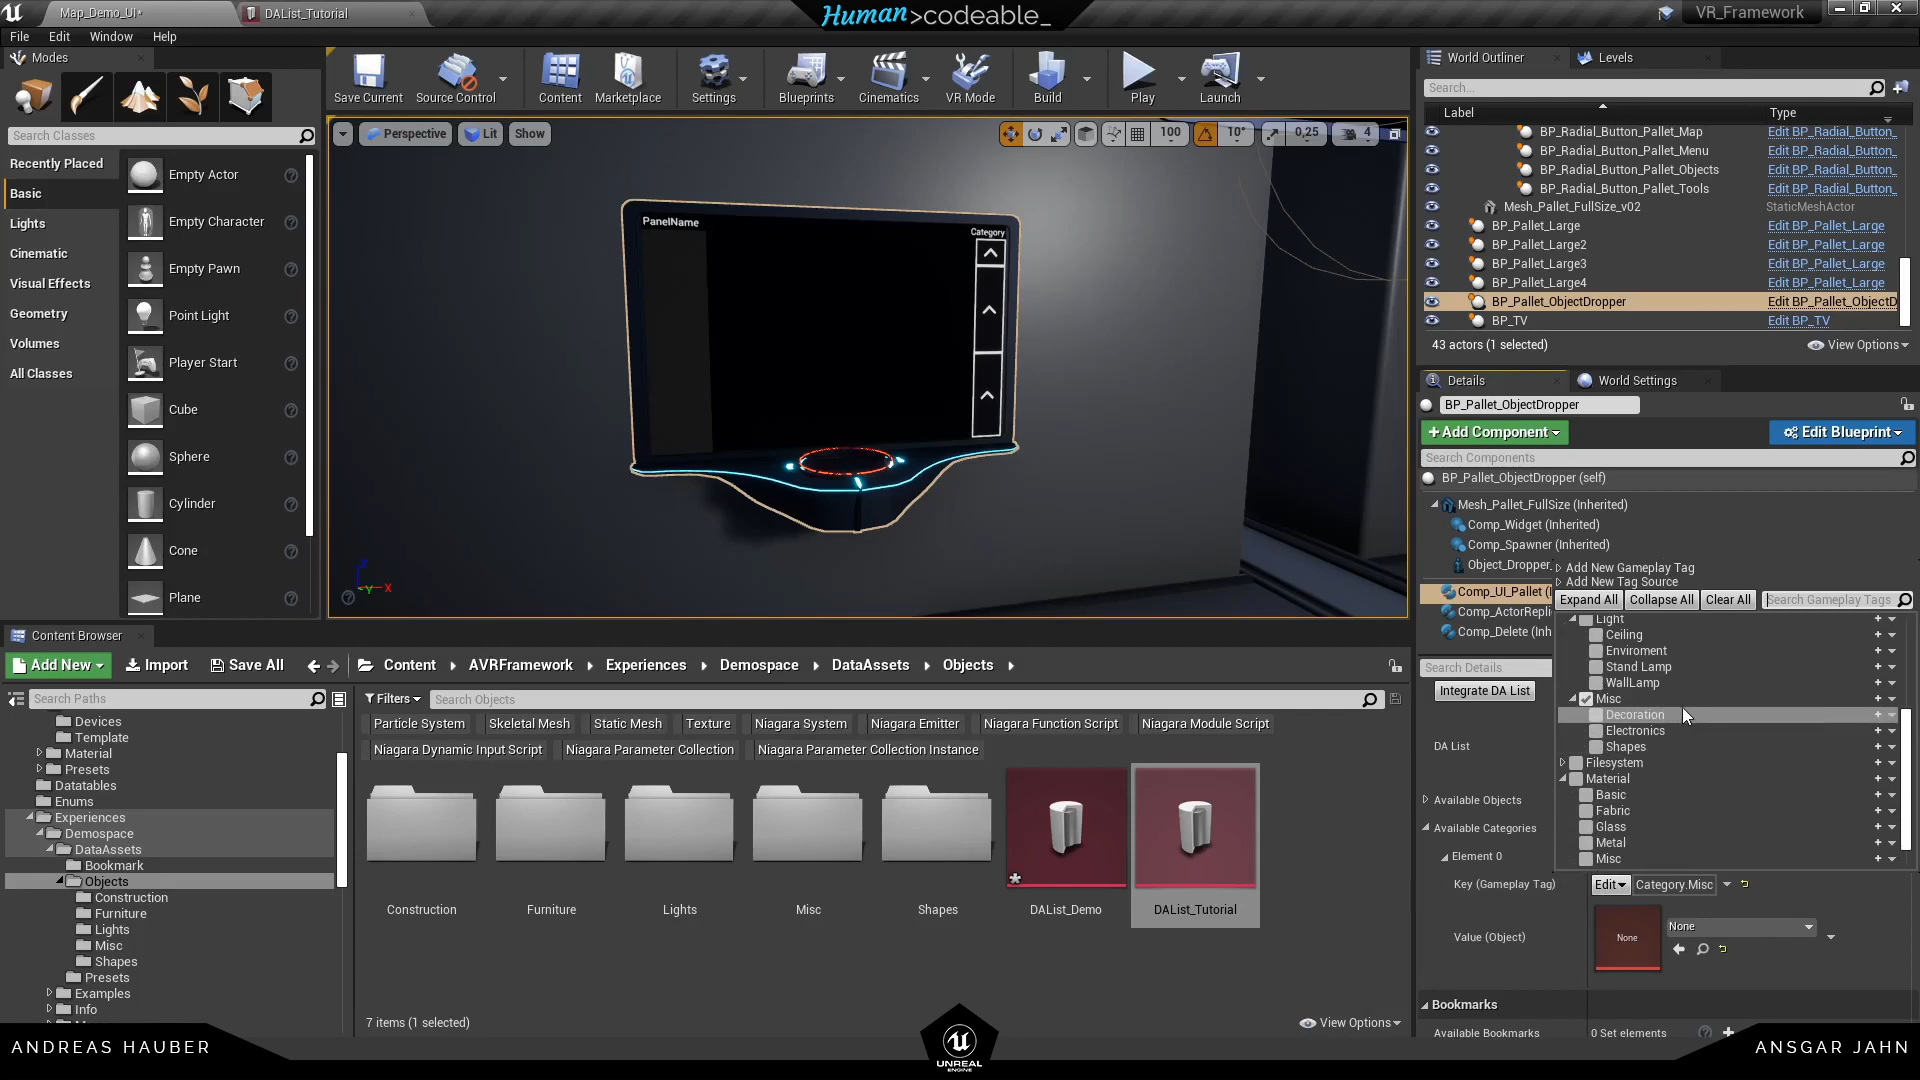 Map_Demo_UI*
DAList_Tutorial
Human>codeable_
VR_Framework
File
Edit
Window
Help
Modes
Search Classes
Recently Placed
Basic
Lights
Cinematic
Visual Effects
Geometry
Volumes
All Classes
Empty Actor
Empty Character
Empty Pawn
Point Light
Player Start
Cube
Sphere
Cylinder
Cone
Plane
Save Current
Source Control
Content
Marketplace
Settings
Blueprints
Cinematics
VR Mode
Build
Play
Launch
Perspective
Lit
Show
100
10°
0,25
4
PanelName
Category
X
Y
World Outliner
Levels
Search...
Label
Type
BP_Radial_Button_Pallet_Map
Edit BP_Radial_Button_
BP_Radial_Button_Pallet_Menu
Edit BP_Radial_Button_
BP_Radial_Button_Pallet_Objects
Edit BP_Radial_Button_
BP_Radial_Button_Pallet_Tools
Edit BP_Radial_Button_
Mesh_Pallet_FullSize_v02
StaticMeshActor
BP_Pallet_Large
Edit BP_Pallet_Large
BP_Pallet_Large2
Edit BP_Pallet_Large
BP_Pallet_Large3
Edit BP_Pallet_Large
BP_Pallet_Large4
Edit BP_Pallet_Large
BP_Pallet_ObjectDropper
Edit BP_Pallet_ObjectD
BP_TV
Edit BP_TV
43 actors (1 selected)
View Options
Details
World Settings
BP_Pallet_ObjectDropper
+Add Component
Edit Blueprint
Search Components
BP_Pallet_ObjectDropper (self)
Mesh_Pallet_FullSize (Inherited)
Comp_Widget (Inherited)
Comp_Spawner (Inherited)
Object_Dropper_
Comp_UI_Pallet (I
Comp_ActorRepli
Comp_Delete (Inh
Add New Gameplay Tag
Add New Tag Source
Expand All
Collapse All
Clear All
Search Gameplay Tags
Light
Ceiling
Enviroment
Stand Lamp
WallLamp
Misc
Decoration
Electronics
Shapes
Filesystem
Material
Basic
Fabric
Glass
Metal
Misc
Search Details
Integrate DA List
DA List
Available Objects
Available Categories
Element 0
Key (Gameplay Tag)
Edit
Category.Misc
Value (Object)
None
None
Bookmarks
Available Bookmarks
0 Set elements
Content Browser
Add New
Import
Save All
Content
AVRFramework
Experiences
Demospace
DataAssets
Objects
Search Paths
Filters
Search Objects
Devices
Template
Material
Presets
Datatables
Enums
Experiences
Demospace
DataAssets
Bookmark
Objects
Construction
Furniture
Lights
Misc
Shapes
Presets
Examples
Info
Particle System
Skeletal Mesh
Static Mesh
Texture
Niagara System
Niagara Emitter
Niagara Function Script
Niagara Module Script
Niagara Dynamic Input Script
Niagara Parameter Collection
Niagara Parameter Collection Instance
Construction
Furniture
Lights
Misc
Shapes
DAList_Demo
DAList_Tutorial
7 items (1 selected)
View Options
ANDREAS HAUBER
UNREAL
ENGINE
ANSGAR JAHN